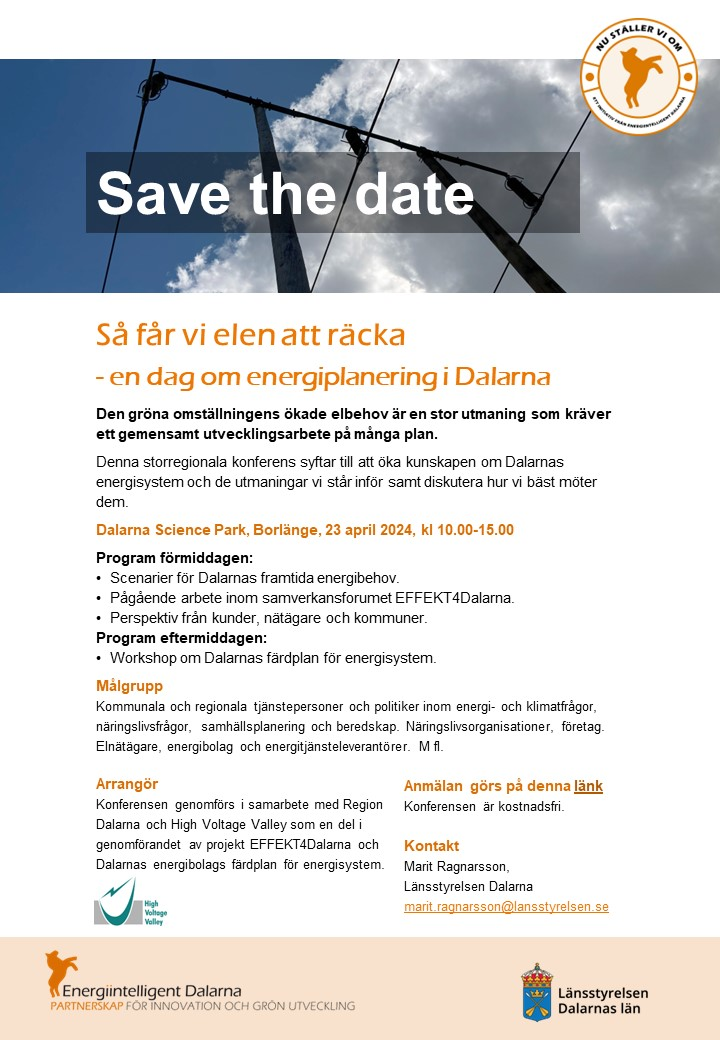 NU STÄLLER VI OM
ETT INITIATIV FRÅN ENERGIINTELLIGENT DALARNA
Save the date
Så får vi elen att räcka
- en dag om energiplanering i Dalarna
Den gröna omställningens ökade elbehov är en stor utmaning som kräver
ett gemensamt utvecklingsarbete på många plan.
Denna storregionala konferens syftar till att öka kunskapen om Dalarnas
energisystem och de utmaningar vi står inför samt diskutera hur vi bäst möter
dem.
Dalarna Science Park, Borlänge, 23 april 2024, kl 10.00-15.00
Program förmiddagen:
• Scenarier för Dalarnas framtida energibehov.
• Pågående arbete inom samverkansforumet EFFEKT4Dalarna.
• Perspektiv från kunder, nätägare och kommuner.
Program eftermiddagen:
• Workshop om Dalarnas färdplan för energisystem.
Målgrupp
Kommunala och regionala tjänstepersoner och politiker inom energi- och klimatfrågor,
näringslivsfrågor, samhällsplanering och beredskap. Näringslivsorganisationer, företag.
Elnätägare, energibolag och energitjänsteleverantörer. M fl.
Arrangör
Konferensen genomförs i samarbete med Region
Dalarna och High Voltage Valley som en del i
genomförandet av projekt EFFEKT4Dalarna och
Dalarnas energibolags färdplan för energisystem.
High
Voltage
Valley
Anmälan görs på denna länk
Konferensen är kostnadsfri.
Kontakt
Marit Ragnarsson,
Länsstyrelsen Dalarna
marit.ragnarsson@lansstyrelsen.se
Energiintelligent Dalarna
PARTNERSKAP FÖR INNOVATION OCH GRÖN UTVECKLING
Länsstyrelsen
Dalarnas län